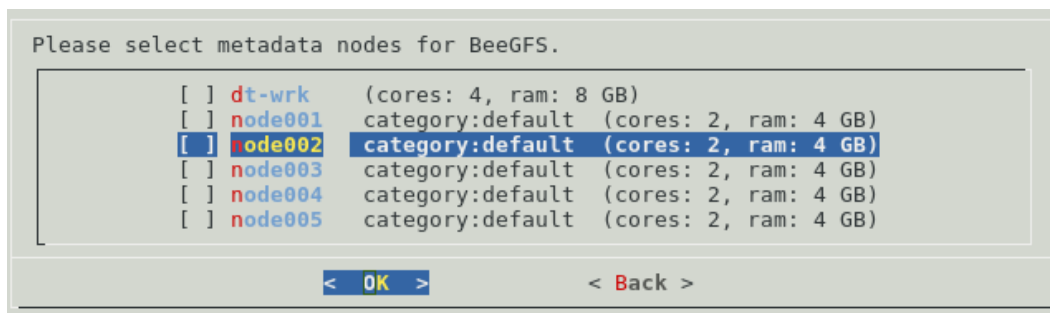 Please select metadata nodes for BeeGFS.
[ ] dt-wrk (cores: 4, ram: 8 GB)
[ ] node001 category:default (cores: 2, ram: 4 GB)
[ ] node002 category:default (cores: 2, ram: 4 GB)
[ ] node003 category:default (cores: 2, ram: 4 GB)
[ ] node004 category:default (cores: 2, ram: 4 GB)
[ ] node005 category:default (cores: 2, ram: 4 GB)
< OK > < Back >